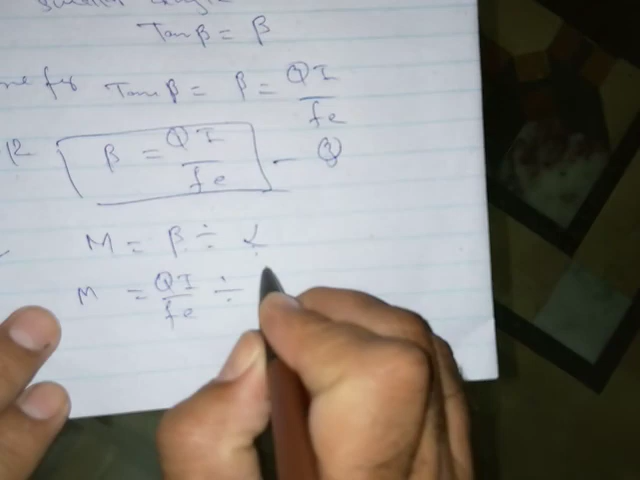 Tan β = β
Tan β = β = QI / fe
β = QI / fe
M = β ÷ α
M = QI / fe ÷